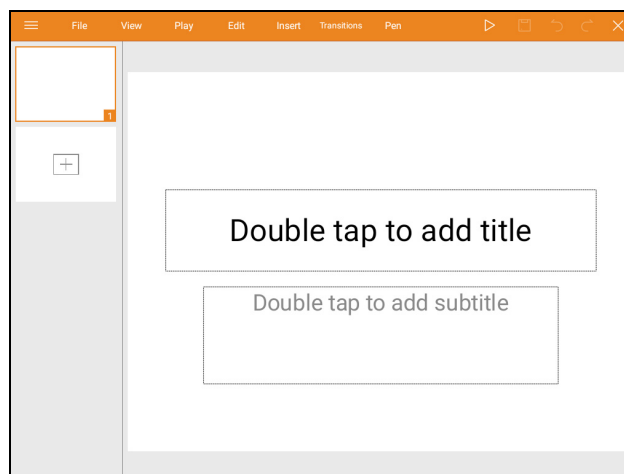 File View Play Edit Insert Transitions Pen
1
Double tap to add title
Double tap to add subtitle